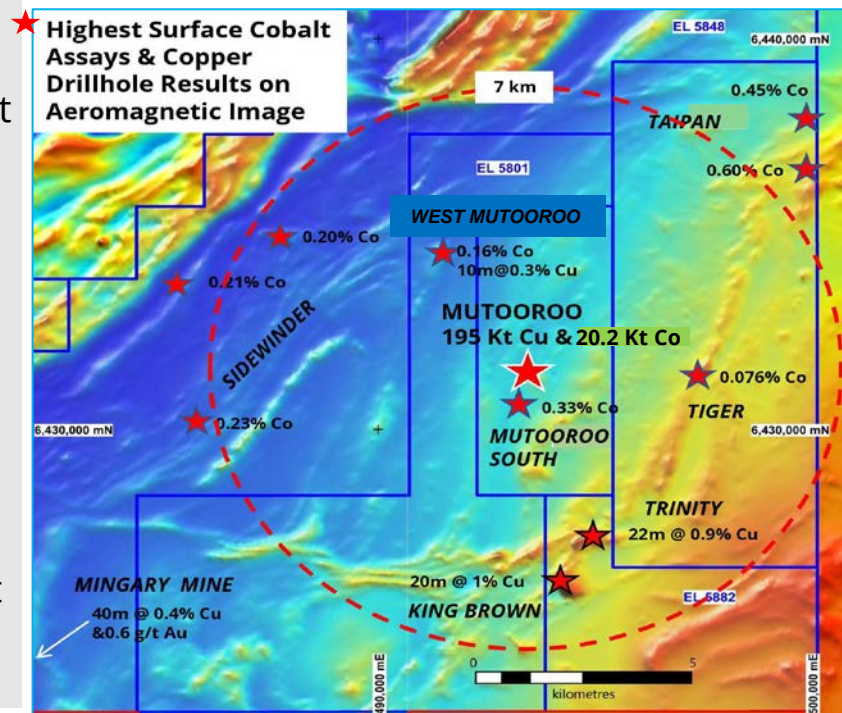 Highest Surface Cobalt
Assays & Copper
Drillhole Results on
Aeromagnetic Image
t
t
EL 5848
6,440,000 mN
7 km
0.45% Co
TAIPAN
0.60% Co
EL 5801
WEST MUTOOROO
0.20% Co
0.16% Co
10m@0.3% Cu
0.21% Co
MUTOOROO
195 Kt Cu & 20.2 Kt Co
SIDEWINDER
0.076% Co
0.33% Co
TIGER
0.23% Co
6,430,000 mN
6,430,000 mN
MUTOOROO
SOUTH
TRINITY
22m @ 0.9% Cu
MINGARY MINE
40m @ 0.4% Cu
&0.6 g/t Au
20m @ 1% Cu
KING BROWN
EL 5882
490,000 mE
500,000 mE
0 5
kilometres